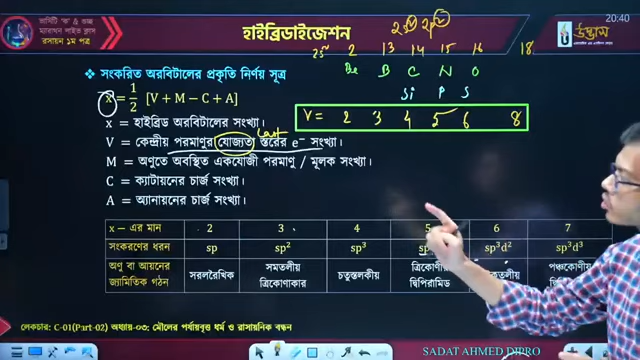 ভার্সিটি 'ক' ও গুচ্ছ
ম্যারাথন লাইভ ক্লাস
রসায়ন ১ম পত্র
হাইব্রিডাইজেশন
2s 2p
20:40
উদ্ভাস
2 13 14 15 16 18
Be B C N O
Si P S
V = 2 3 4 5 6 8
সংকরিত অরবিটালের প্রকৃতি নির্ণয় সূত্র
x = 1/2 [V + M – C + A]
x = হাইব্রিড অরবিটালের সংখ্যা।
Last
V = কেন্দ্রীয় পরমাণুর যোজ্যতা স্তরের e⁻ সংখ্যা।
M = অণুতে অবস্থিত একযোজী পরমাণু / মূলক সংখ্যা।
C = ক্যাটায়নের চার্জ সংখ্যা।
A = অ্যানায়নের চার্জ সংখ্যা।
x – এর মান 2 3 4 5 6 7
সংকরণের ধরন sp sp² sp³ sp³d² sp³d³
অণু বা আয়নের জ্যামিতিক গঠন সরলরৈখিক সমতলীয় ত্রিকোণাকার চতুস্তলকীয় ত্রিকোণীয় দ্বিপিরামিড পঞ্চকোণীয়
লেকচার: C-01(Part-02) অধ্যায়-০৩: মৌলের পর্যায়বৃত্ত ধর্ম ও রাসায়নিক বন্ধন
SADAT AHMED DIPRO